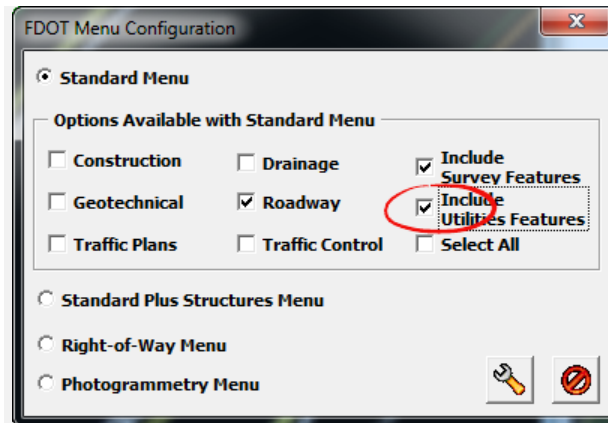 FDOT Menu Configuration
Standard Menu
Options Available with Standard Menu
Construction
Drainage
Include
Survey Features
Geotechnical
Roadway
Include
Utilities Features
Traffic Plans
Traffic Control
Select All
Standard Plus Structures Menu
Right-of-Way Menu
Photogrammetry Menu